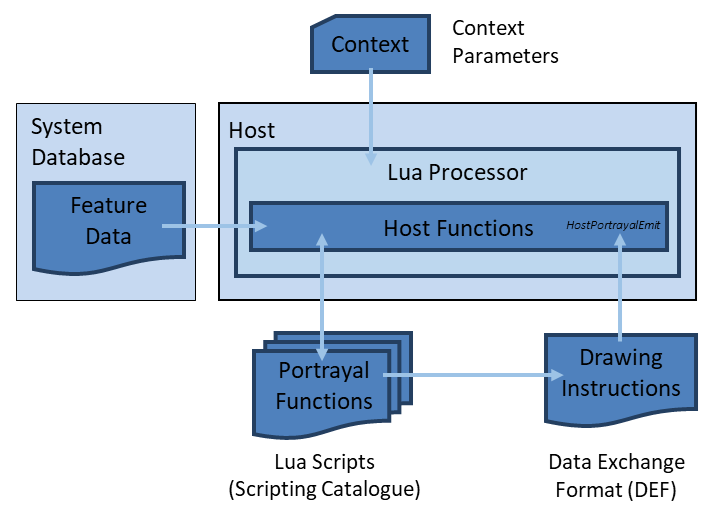 Context
Context
Parameters
System
Database
Feature
Data
Host
Lua Processor
Host Functions
HostPortrayalEmit
Portrayal
Functions
Drawing
Instructions
Lua Scripts
(Scripting Catalogue)
Data Exchange
Format (DEF)